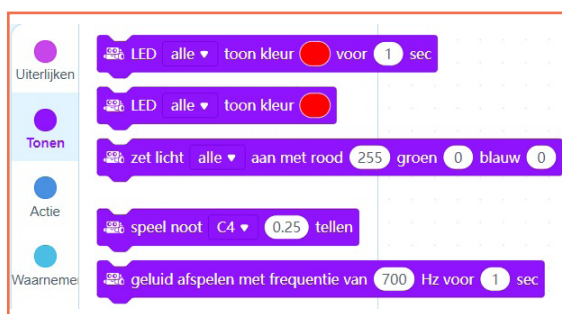 Uiterlijken
Tonen
Actie
Waarneme
LED alle toon kleur voor 1 sec
LED alle toon kleur
zet licht alle aan met rood 255 groen 0 blauw 0
speel noot C4 0.25 tellen
geluid afspelen met frequentie van 700 Hz voor 1 sec